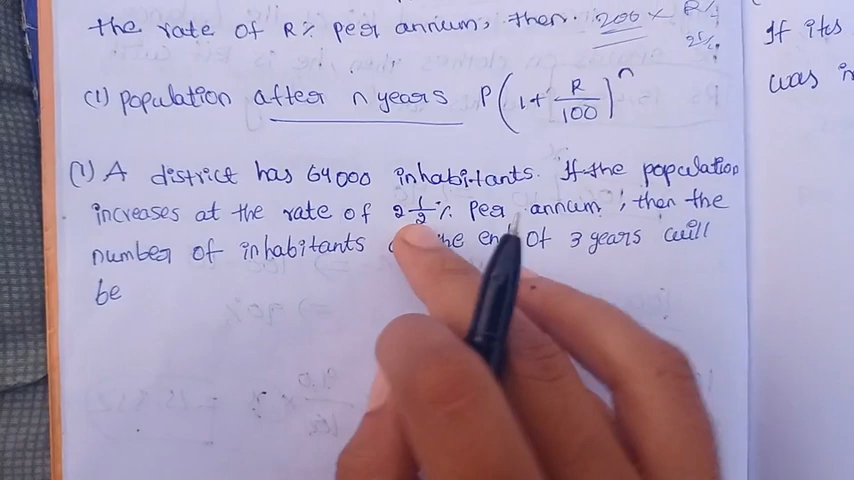 the rate of R% per annum, then. 200 ×
(1) population after n years P(1+ R/100)^n
(1) A district has 64000 inhabitants. If the population
increases at the rate of 2 1/2 % per annum, then the
number of inhabitants the end of 3 years will
be
If its
was